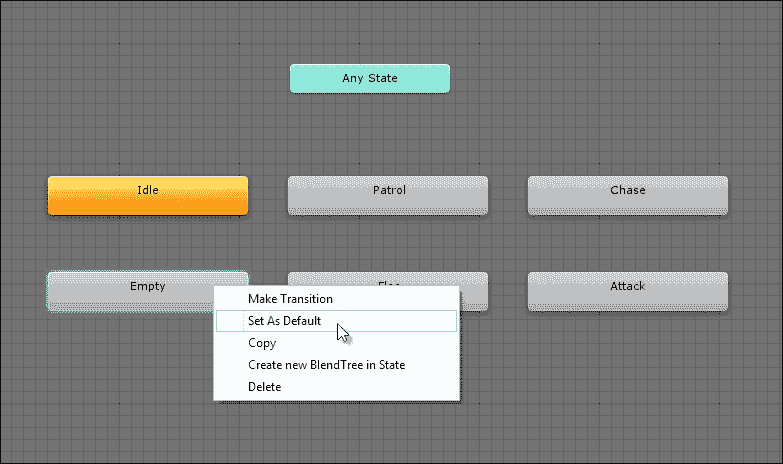 Any State
Idle
Patrol
Chase
Empty
Attack
Make Transition
Set As Default
Copy
Create new BlendTree in State
Delete